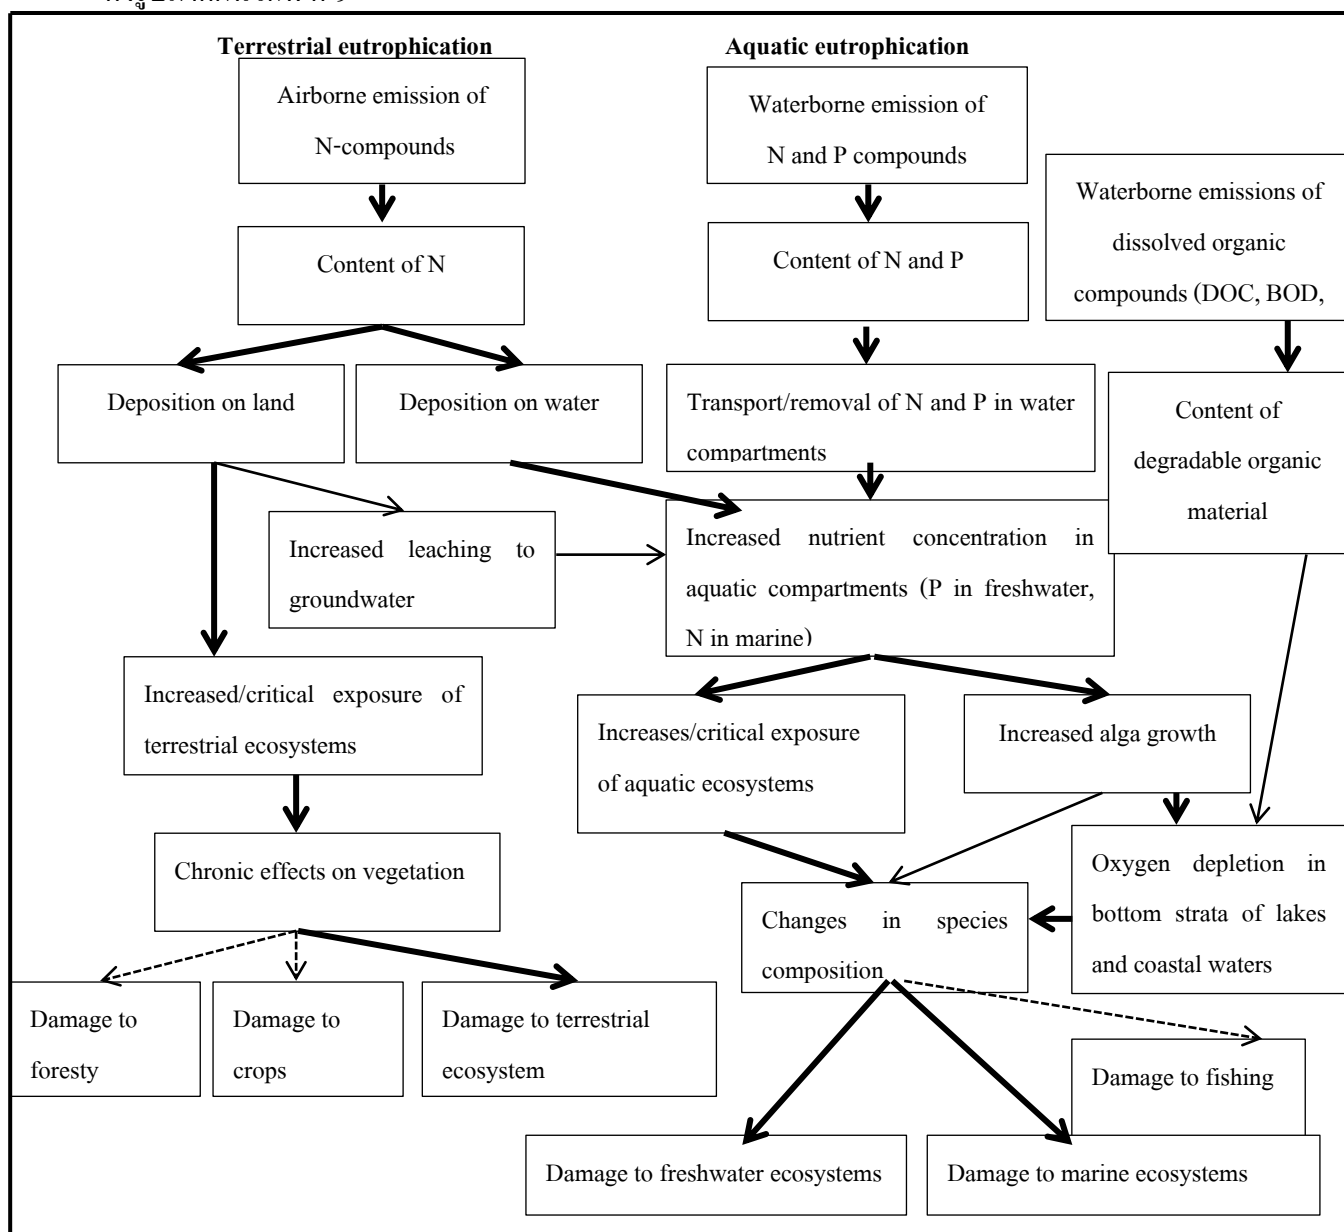 Terrestrial eutrophication
Aquatic eutrophication
Airborne emission of
N-compounds
Waterborne emission of
N and P compounds
Waterborne emissions of
dissolved organic
compounds (DOC, BOD,
Content of N
Content of N and P
Deposition on land
Deposition on water
Transport/removal of N and P in water
compartments
Content of
degradable organic
material
Increased leaching to
groundwater
Increased nutrient concentration in
aquatic compartments (P in freshwater,
N in marine)
Increased/critical exposure of
terrestrial ecosystems
Increases/critical exposure
of aquatic ecosystems
Increased alga growth
Chronic effects on vegetation
Changes in species
composition
Oxygen depletion in
bottom strata of lakes
and coastal waters
Damage to
foresty
Damage to
crops
Damage to terrestrial
ecosystem
Damage to fishing
Damage to freshwater ecosystems
Damage to marine ecosystems